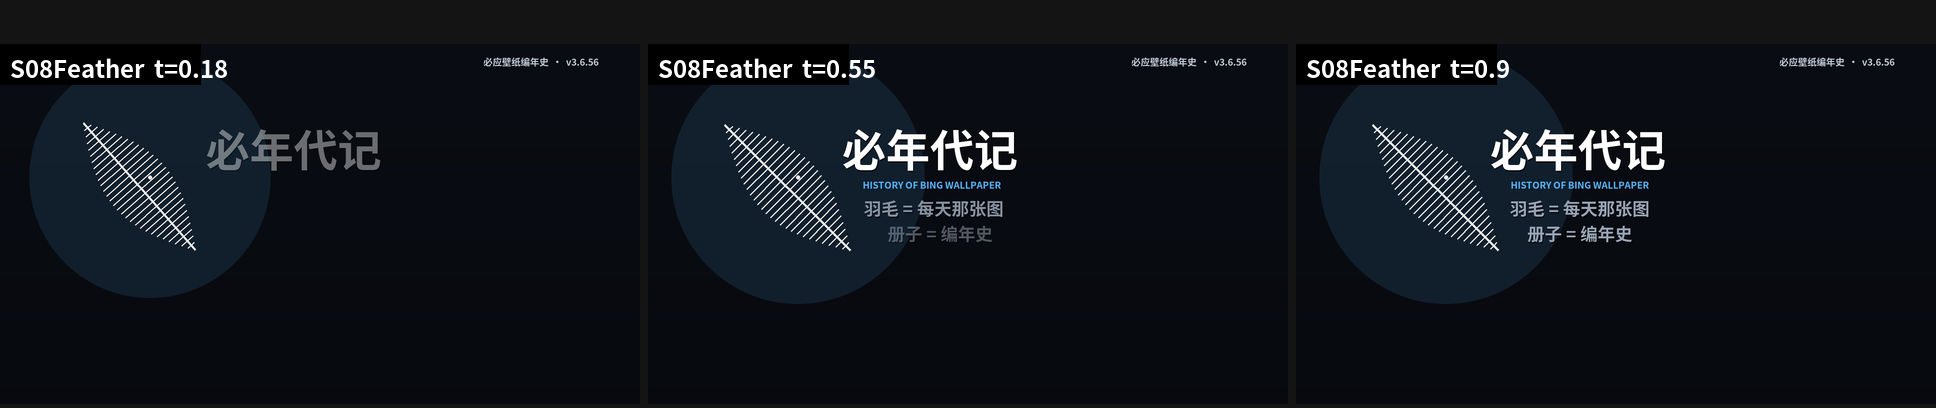 S08Feather t=0.18
必应壁纸编年史 · v3.6.56
必年代记
S08Feather t=0.55
必应壁纸编年史 · v3.6.56
必年代记
HISTORY OF BING WALLPAPER
羽毛 = 每天那张图
册子 = 编年史
S08Feather t=0.9
必应壁纸编年史 · v3.6.56
必年代记
HISTORY OF BING WALLPAPER
羽毛 = 每天那张图
册子 = 编年史